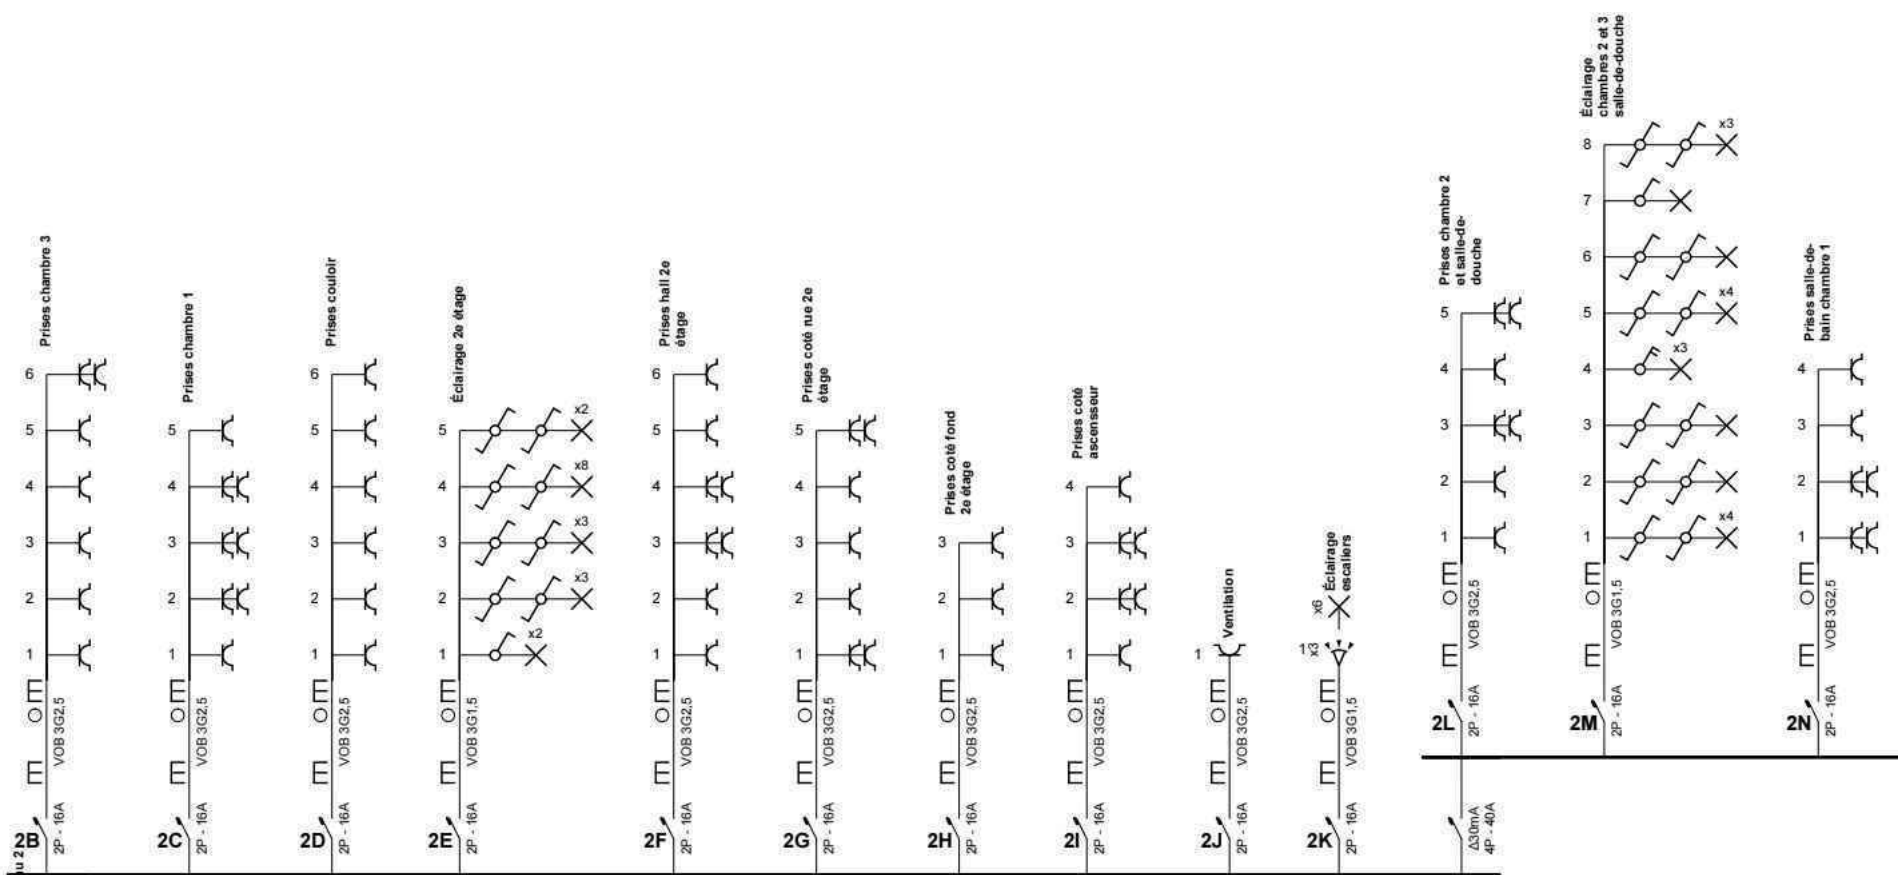 Prises chambre 3
6
5
4
3
2
1
VOB 3G2,5
2P - 16A
2B
Prises chambre 1
5
4
3
2
1
VOB 3G2,5
2P - 16A
2C
Prises couloir
6
5
4
3
2
1
VOB 3G2,5
2P - 16A
2D
Éclairage 2e étage
5
x2
4
x8
3
x3
2
x3
1
x2
VOB 3G1,5
2P - 16A
2E
Prises hall 2e
étage
6
5
4
3
2
1
VOB 3G2,5
2P - 16A
2F
Prises coté rue 2e
étage
5
4
3
2
1
VOB 3G2,5
2P - 16A
2G
Prises coté fond
2e étage
3
2
1
VOB 3G2,5
2P - 16A
2H
Prises coté
ascensseur
4
3
2
1
VOB 3G2,5
2P - 16A
2I
Ventilation
1
VOB 3G2,5
2P - 16A
2J
Éclairage
escaliers
x6
1
x3
VOB 3G1,5
2P - 16A
2K
Prises chambre 2
et salle-de-
douche
5
4
3
2
1
VOB 3G2,5
2P - 16A
2L
Δ30mA
4P - 40A
Éclairage
chambres 2 et 3
salle-de-douche
8
x3
7
6
5
x4
4
x3
3
2
1
x4
VOB 3G1,5
2P - 16A
2M
Prises salle-de-
bain chambre 1
4
3
2
1
VOB 3G2,5
2P - 16A
2N